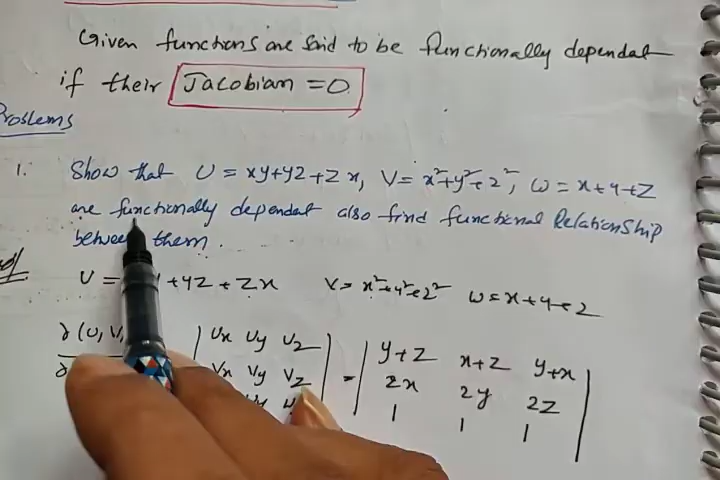 Given functions are said to be functionally dependat
if their Jacobian = 0.
Problems
1. Show that U = xy+yz+zx, V = x²+y²+z², ω = x+y+z
are functionally dependent also find functional Relationship
between them.
U = + yz + zx V = x²+y²+z² ω = x+y+z
∂(U, V | Ux Uy Uz | = | y+z x+z y+x |
Vx Vy Vz 2x 2y 2z
1 1 1